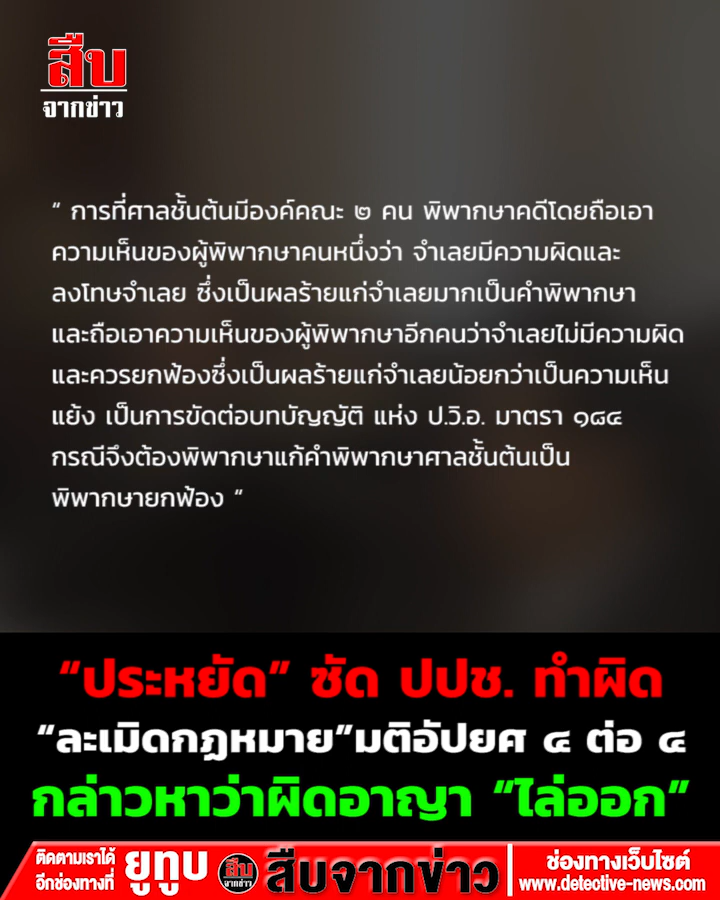 สืบ
จากข่าว
“ การที่ศาลชั้นต้นมีองค์คณะ ๒ คน พิพากษาคดีโดยถือเอา
ความเห็นของผู้พิพากษาคนหนึ่งว่า จำเลยมีความผิดและ
ลงโทษจำเลย ซึ่งเป็นผลร้ายแก่จำเลยมากเป็นคำพิพากษา
และถือเอาความเห็นของผู้พิพากษาอีกคนว่าจำเลยไม่มีความผิด
และควรยกฟ้องซึ่งเป็นผลร้ายแก่จำเลยน้อยกว่าเป็นความเห็น
แย้ง เป็นการขัดต่อบทบัญญัติ แห่ง ป.วิ.อ. มาตรา ๑๘๔
กรณีจึงต้องพิพากษาแก้คำพิพากษาศาลชั้นต้นเป็น
พิพากษายกฟ้อง “
“ประหยัด” ซัด ปปช. ทำผิด
“ละเมิดกฎหมาย”มติอัปยศ ๔ ต่อ ๔
กล่าวหาว่าผิดอาญา “ไล่ออก”
ติดตามเราได้
อีกช่องทางที่
ยูทูบ
สืบ
จากข่าว
สืบจากข่าว
ช่องทางเว็บไซต์
www.detective-news.com